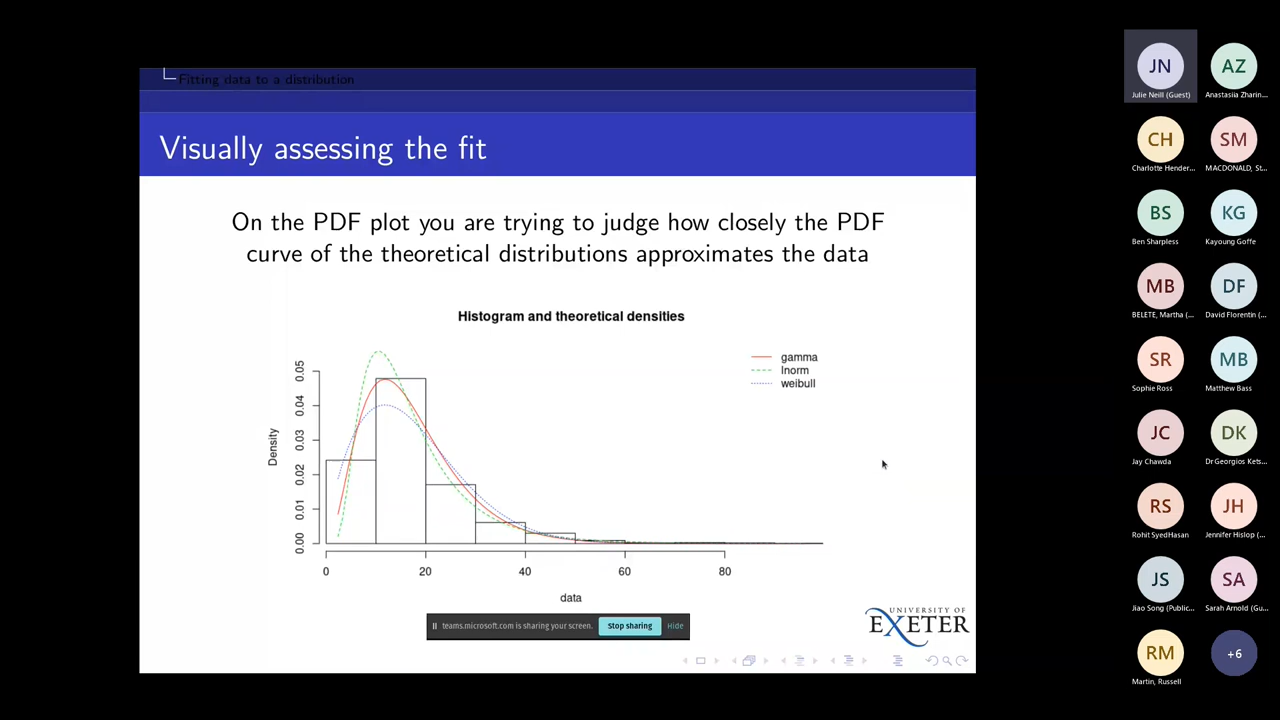 Fitting data to a distribution
Visually assessing the fit
On the PDF plot you are trying to judge how closely the PDF
curve of the theoretical distributions approximates the data
Histogram and theoretical densities
gamma
lnorm
weibull
Density
0.00 0.01 0.02 0.03 0.04 0.05
0 20 40 60 80
data
teams.microsoft.com is sharing your screen. Stop sharing Hide
UNIVERSITY OF
EXETER
JN AZ
Julie Neill (Guest) Anastasiia Zharin...
CH SM
Charlotte Hender... MACDONALD, St...
BS KG
Ben Sharpless Kayoung Goffe
MB DF
BELETE, Martha (... David Florentin (...
SR MB
Sophie Ross Matthew Bass
JC DK
Jay Chawda Dr Georgios Kets...
RS JH
Rohit SyedHasan Jennifer Hislop (...
JS SA
Jiao Song (Public... Sarah Arnold (Gu...
RM +6
Martin, Russell